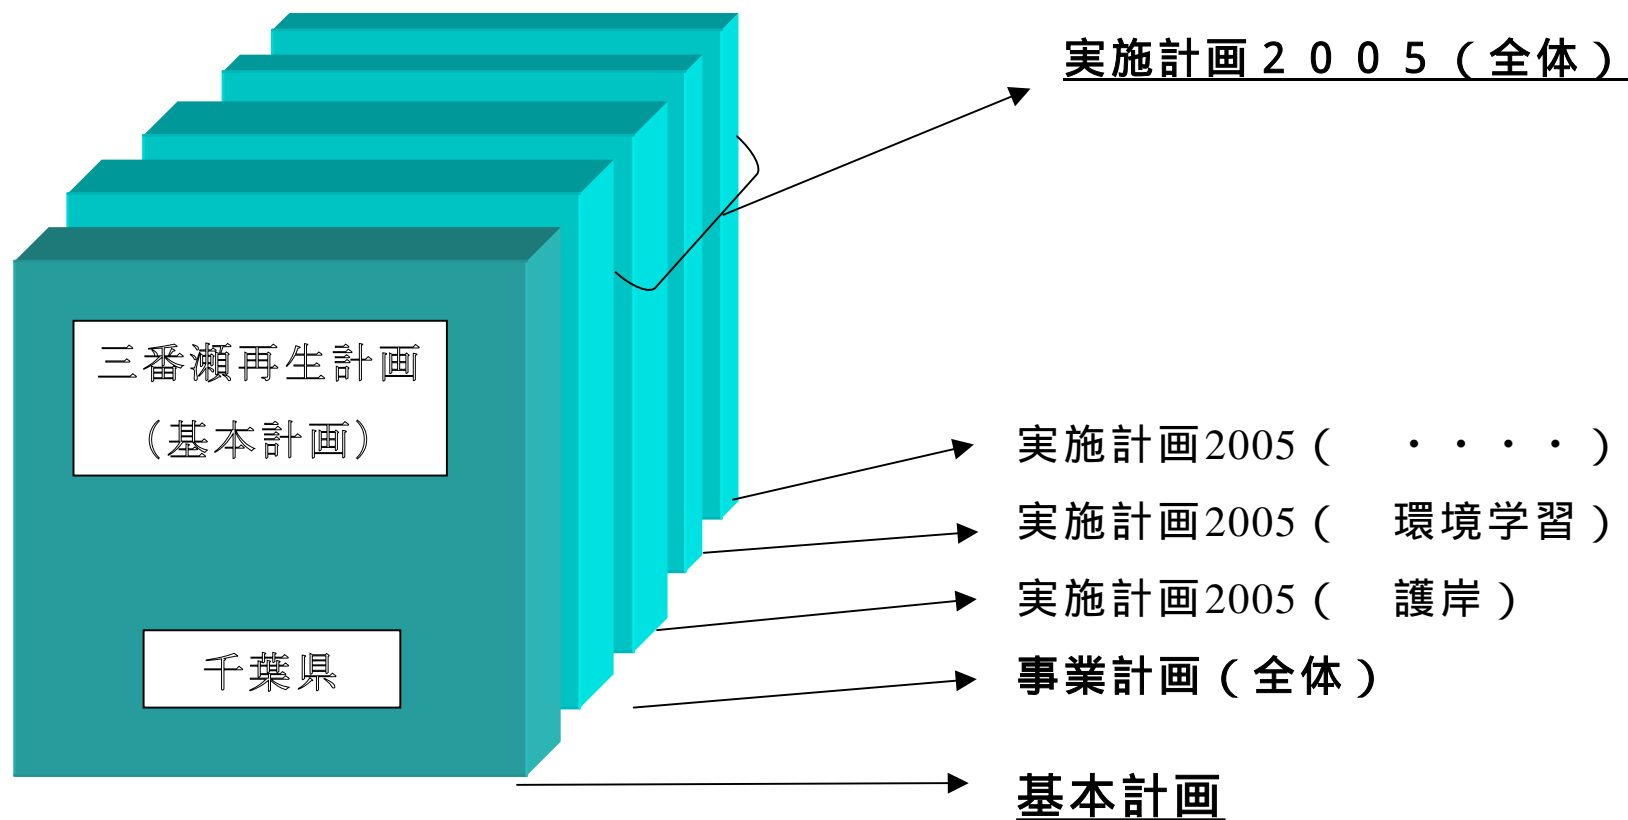 実施計画２００５（全体）
三番瀬再生計画
（基本計画）
千葉県
実施計画2005（　・・・・）
実施計画2005（　環境学習）
実施計画2005（　護岸）
事業計画（全体）
基本計画